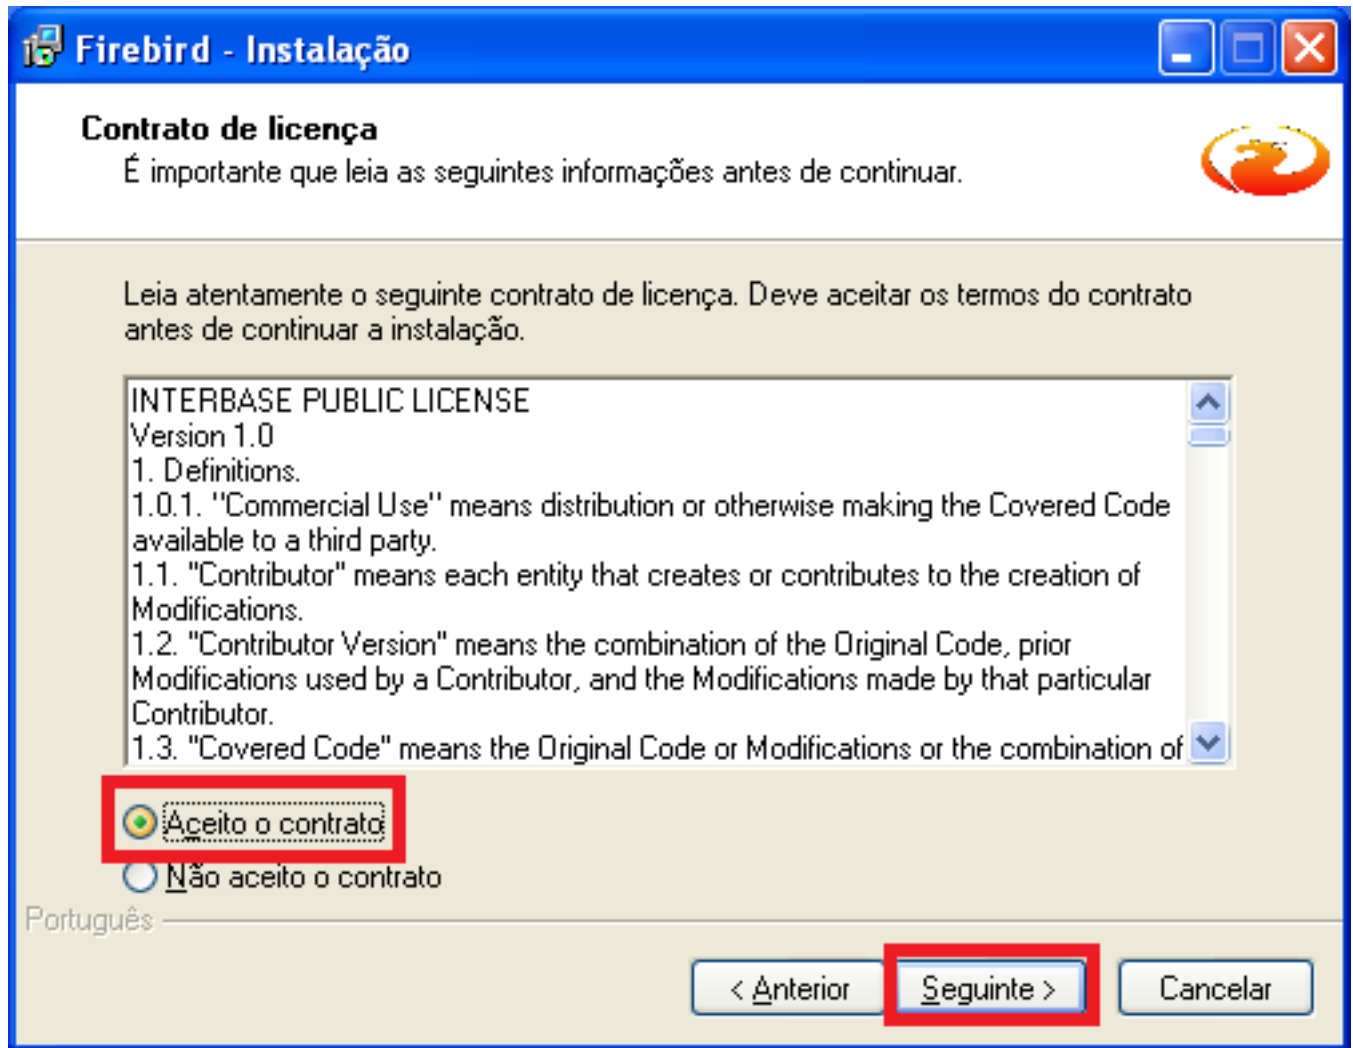 Firebird - Instalação
Contrato de licença
É importante que leia as seguintes informações antes de continuar.
Leia atentamente o seguinte contrato de licença. Deve aceitar os termos do contrato
antes de continuar a instalação.
INTERBASE PUBLIC LICENSE
Version 1.0
1. Definitions.
1.0.1. "Commercial Use" means distribution or otherwise making the Covered Code
available to a third party.
1.1. "Contributor" means each entity that creates or contributes to the creation of
Modifications.
1.2. "Contributor Version" means the combination of the Original Code, prior
Modifications used by a Contributor, and the Modifications made by that particular
Contributor.
1.3. "Covered Code" means the Original Code or Modifications or the combination of
Aceito o contrato
Não aceito o contrato
Português
< Anterior
Seguinte >
Cancelar